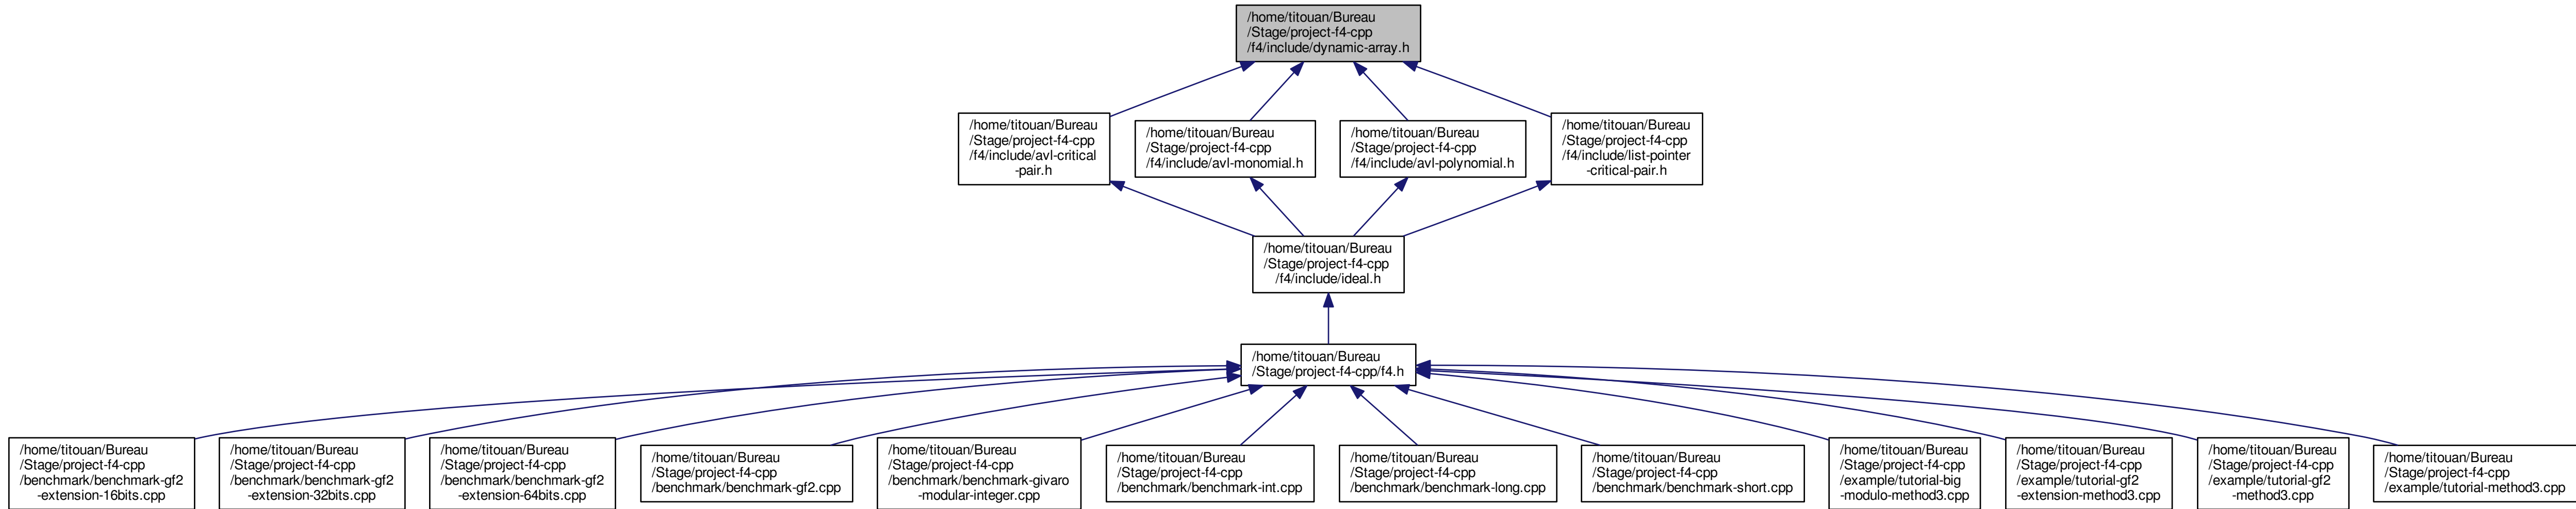 /home/titouan/Bureau
/Stage/project-f4-cpp
/f4/include/dynamic-array.h
/home/titouan/Bureau
/Stage/project-f4-cpp
/f4/include/avl-critical
-pair.h
/home/titouan/Bureau
/Stage/project-f4-cpp
/f4/include/avl-monomial.h
/home/titouan/Bureau
/Stage/project-f4-cpp
/f4/include/avl-polynomial.h
/home/titouan/Bureau
/Stage/project-f4-cpp
/f4/include/list-pointer
-critical-pair.h
/home/titouan/Bureau
/Stage/project-f4-cpp
/f4/include/ideal.h
/home/titouan/Bureau
/Stage/project-f4-cpp/f4.h
/home/titouan/Bureau
/Stage/project-f4-cpp
/benchmark/benchmark-gf2
-extension-16bits.cpp
/home/titouan/Bureau
/Stage/project-f4-cpp
/benchmark/benchmark-gf2
-extension-32bits.cpp
/home/titouan/Bureau
/Stage/project-f4-cpp
/benchmark/benchmark-gf2
-extension-64bits.cpp
/home/titouan/Bureau
/Stage/project-f4-cpp
/benchmark/benchmark-gf2.cpp
/home/titouan/Bureau
/Stage/project-f4-cpp
/benchmark/benchmark-givaro
-modular-integer.cpp
/home/titouan/Bureau
/Stage/project-f4-cpp
/benchmark/benchmark-int.cpp
/home/titouan/Bureau
/Stage/project-f4-cpp
/benchmark/benchmark-long.cpp
/home/titouan/Bureau
/Stage/project-f4-cpp
/benchmark/benchmark-short.cpp
/home/titouan/Bureau
/Stage/project-f4-cpp
/example/tutorial-big
-modulo-method3.cpp
/home/titouan/Bureau
/Stage/project-f4-cpp
/example/tutorial-gf2
-extension-method3.cpp
/home/titouan/Bureau
/Stage/project-f4-cpp
/example/tutorial-gf2
-method3.cpp
/home/titouan/Bureau
/Stage/project-f4-cpp
/example/tutorial-method3.cpp